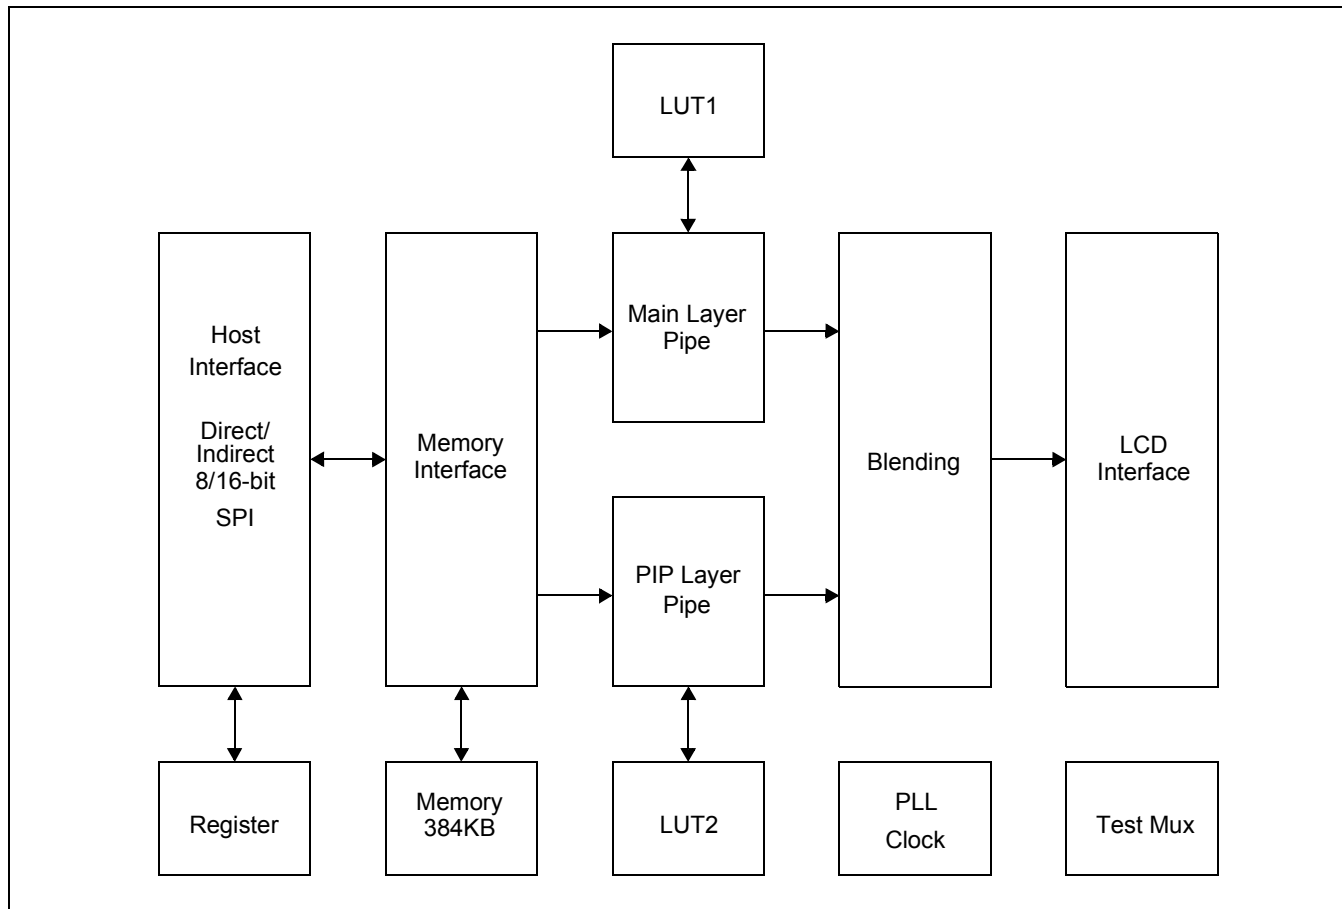 LUT1
Host
Interface
Direct/
Indirect
8/16-bit
SPI
Memory
Interface
Main Layer
Pipe
PIP Layer
Pipe
Blending
LCD
Interface
Register
Memory
384KB
LUT2
PLL
Clock
Test Mux